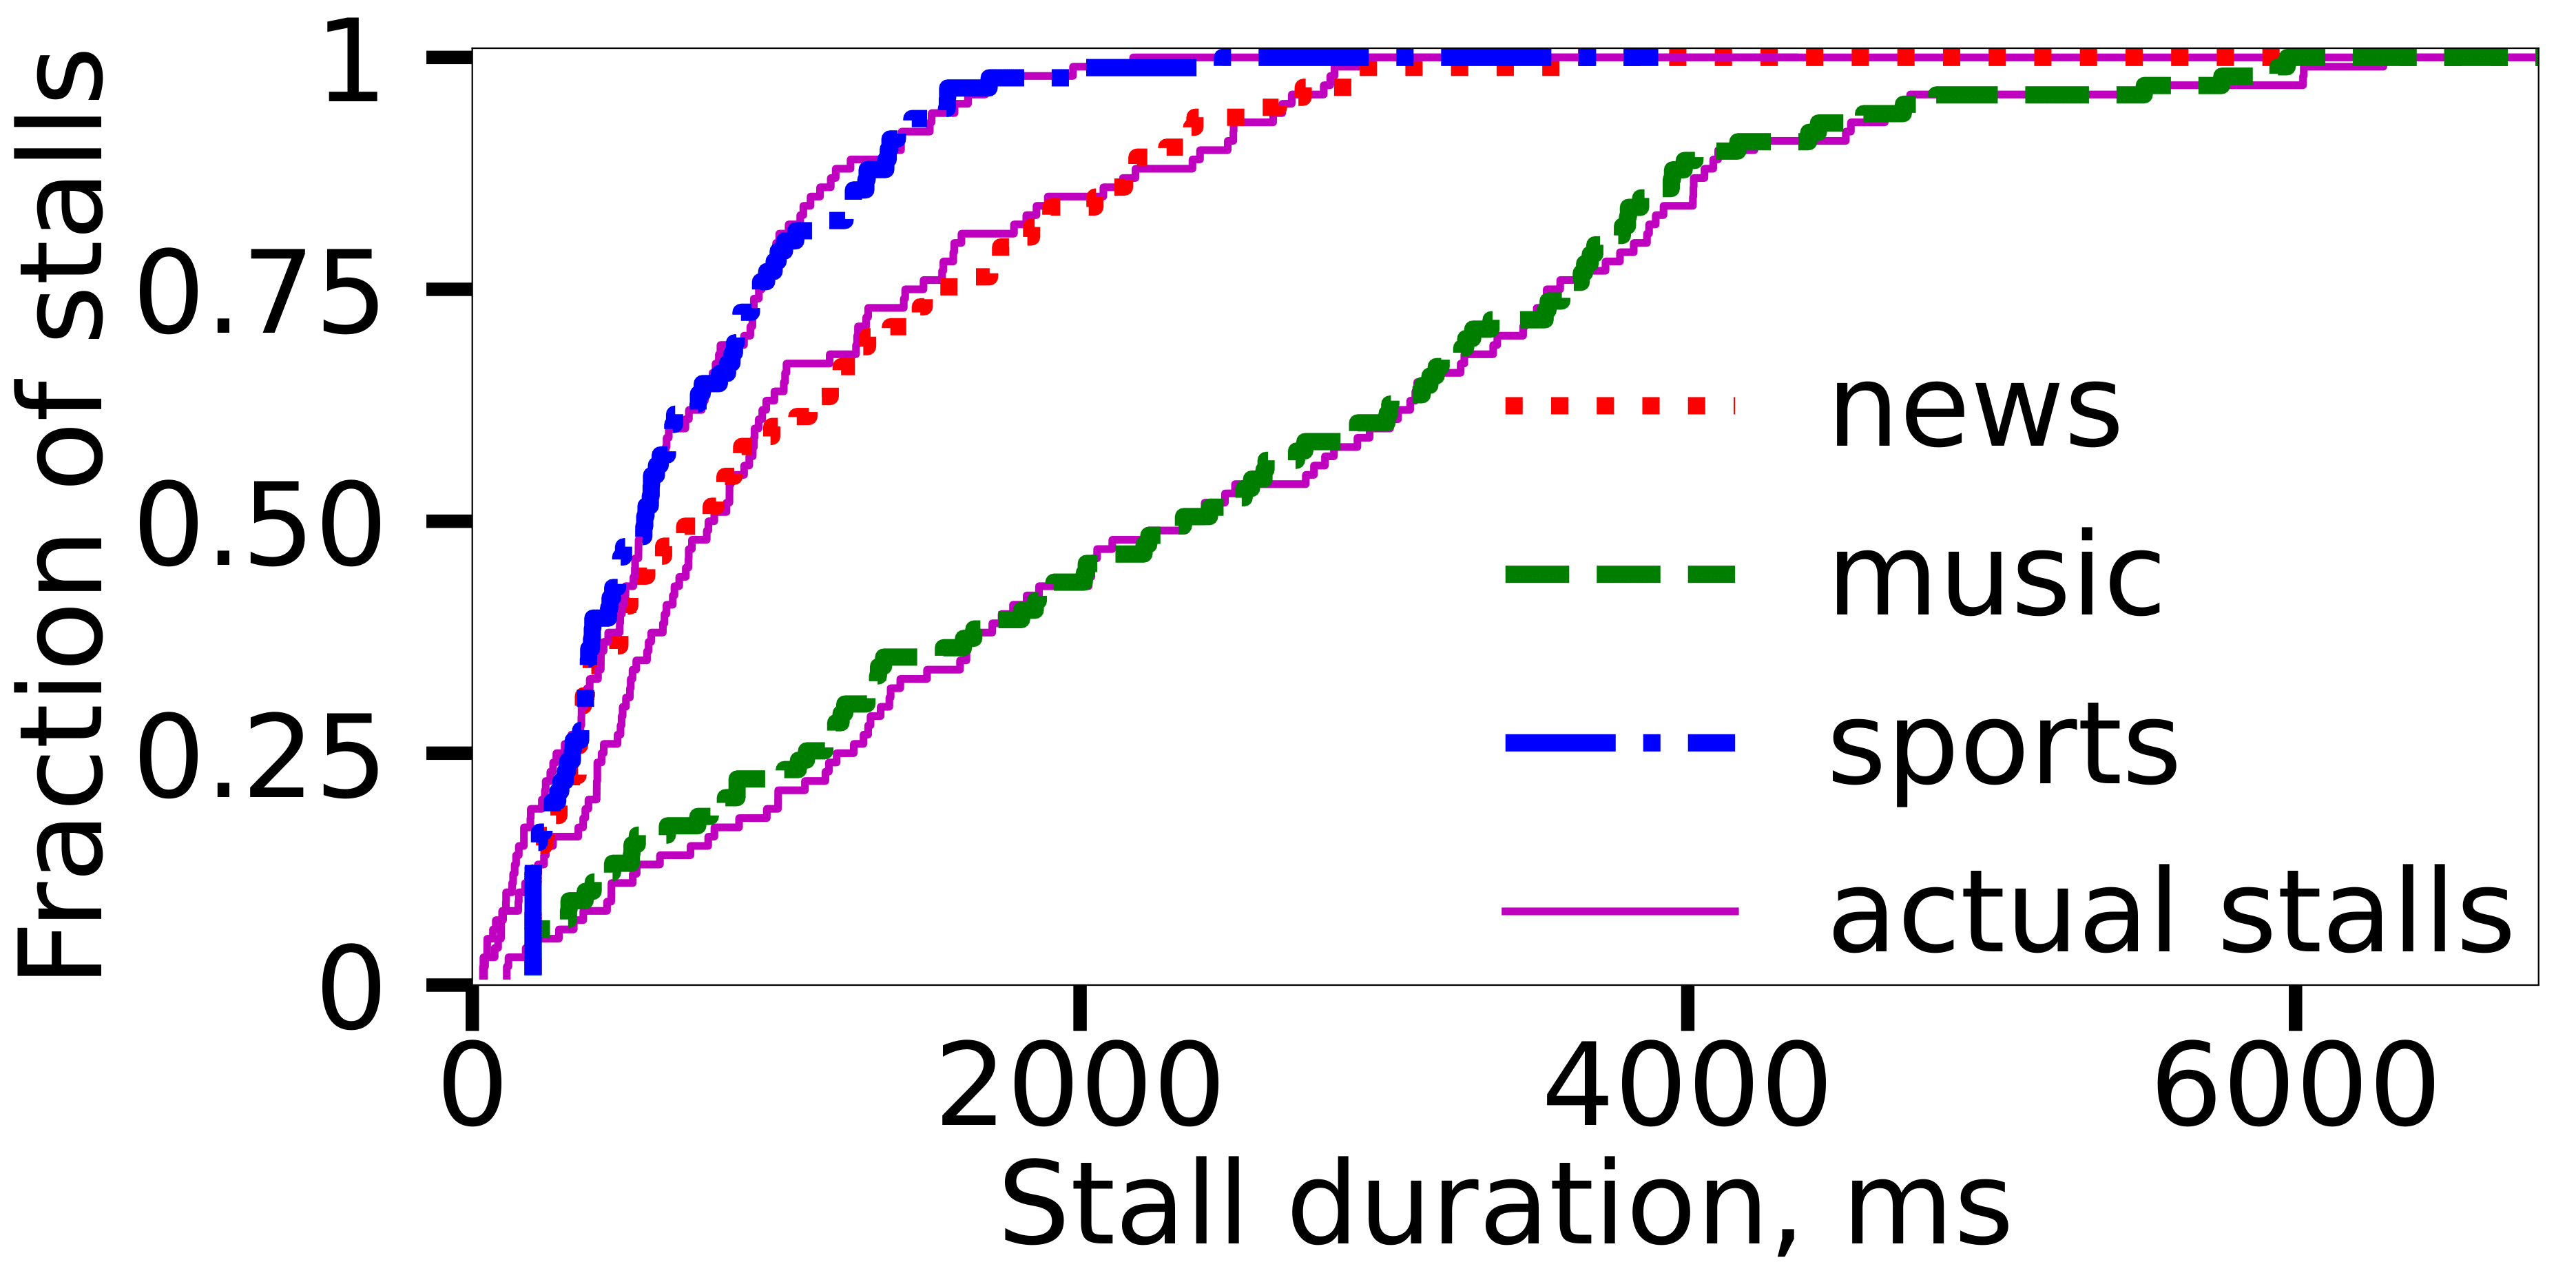 Fraction of stalls
1
0.75
0.50
0.25
0
0 2000 4000 6000
Stall duration, ms
news
music
sports
actual stalls